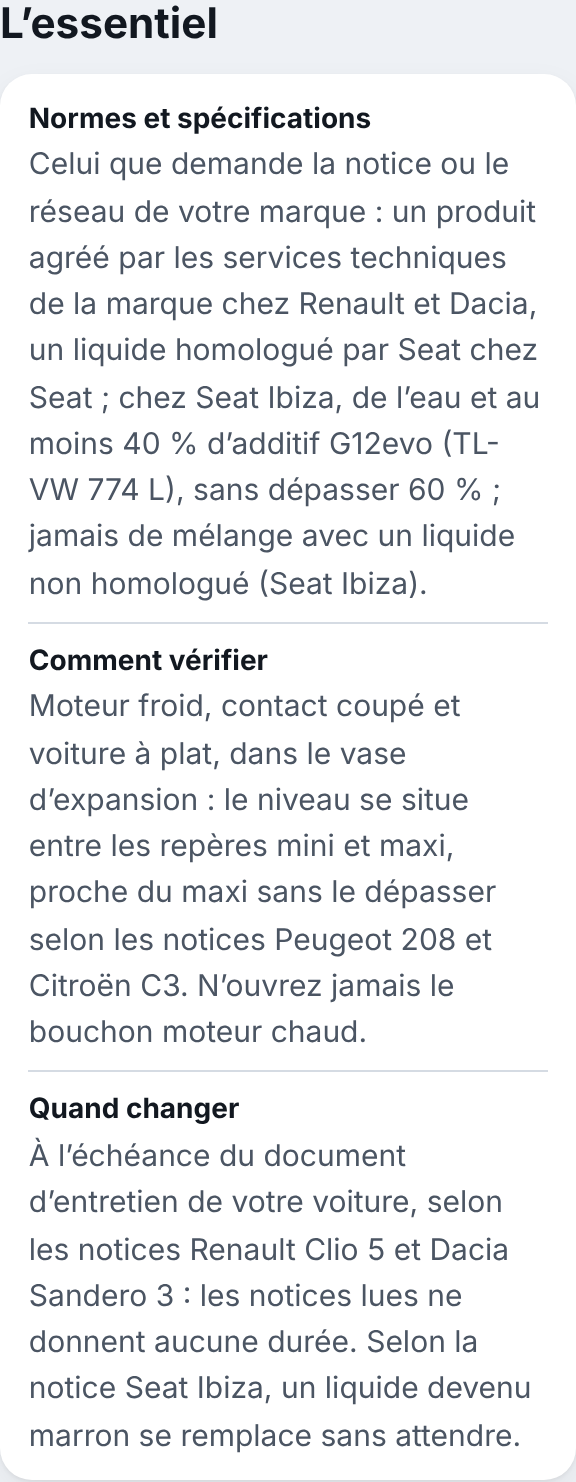 L’essentiel
Normes et spécifications
Celui que demande la notice ou le
réseau de votre marque : un produit
agréé par les services techniques
de la marque chez Renault et Dacia,
un liquide homologué par Seat chez
Seat ; chez Seat Ibiza, de l’eau et au
moins 40 % d’additif G12evo (TL-
VW 774 L), sans dépasser 60 % ;
jamais de mélange avec un liquide
non homologué (Seat Ibiza).
Comment vérifier
Moteur froid, contact coupé et
voiture à plat, dans le vase
d’expansion : le niveau se situe
entre les repères mini et maxi,
proche du maxi sans le dépasser
selon les notices Peugeot 208 et
Citroën C3. N’ouvrez jamais le
bouchon moteur chaud.
Quand changer
À l’échéance du document
d’entretien de votre voiture, selon
les notices Renault Clio 5 et Dacia
Sandero 3 : les notices lues ne
donnent aucune durée. Selon la
notice Seat Ibiza, un liquide devenu
marron se remplace sans attendre.